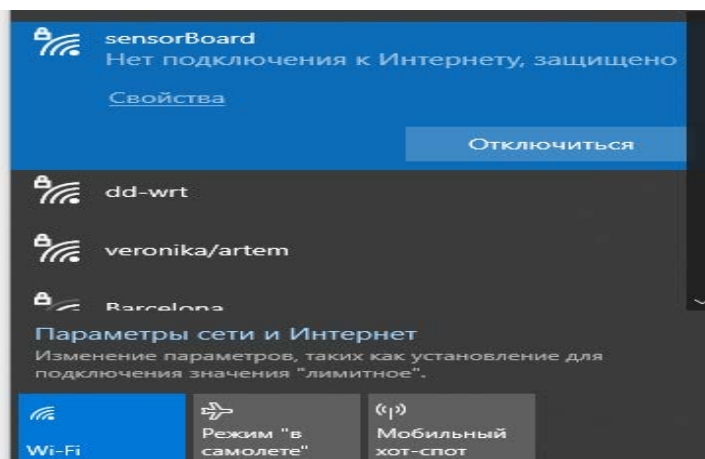 sensorBoard
Нет подключения к Интернету, защищено
Свойства
Отключиться
dd-wrt
veronika/artem
Barcelona
Параметры сети и Интернет
Изменение параметров, таких как установление для
подключения значения "лимитное".
Wi-Fi
Режим "в
самолете"
Мобильный
хот-спот